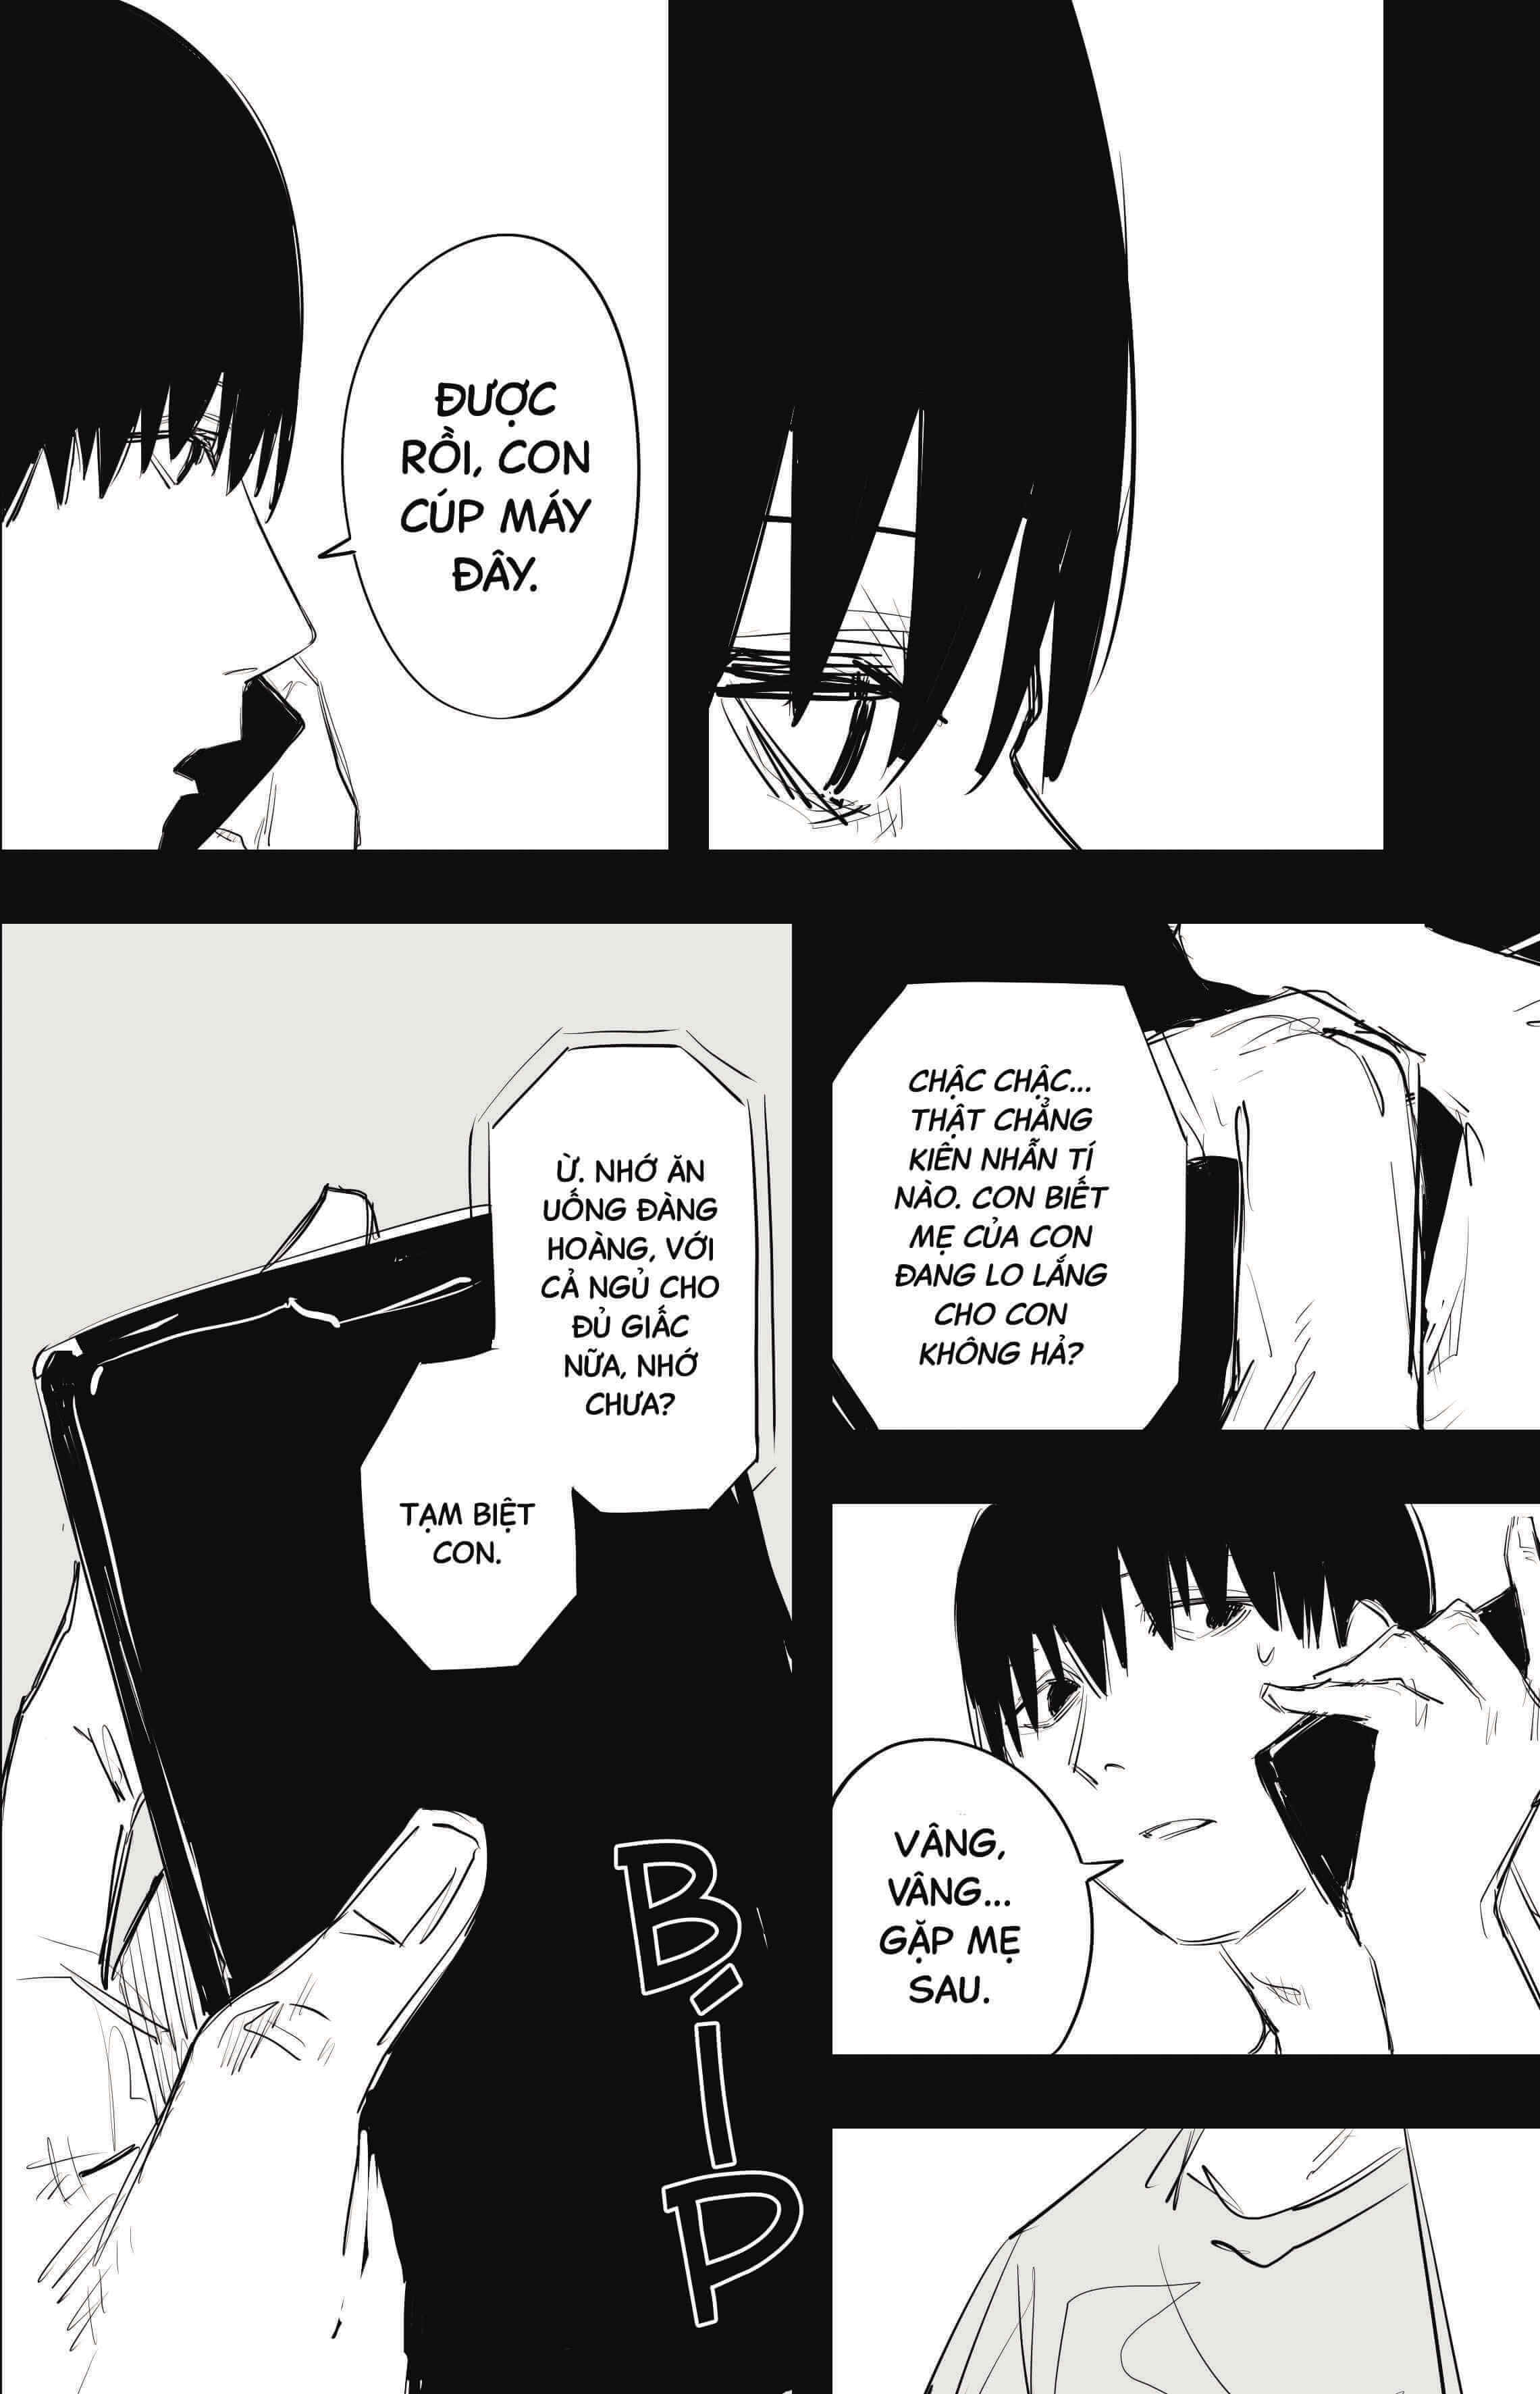 ĐƯỢC
RỒI, CON
CÚP MÁY
ĐÂY.
CHẬC CHẬC...
THẬT CHẲNG
KIÊN NHẪN TÍ
NÀO. CON BIẾT
MẸ CỦA CON
ĐANG LO LẮNG
CHO CON
KHÔNG HẢ?
VÂNG,
VÂNG...
GẶP MẸ
SAU.
Ừ. NHỚ ĂN
UỐNG ĐÀNG
HOÀNG, VỚI
CẢ NGỦ CHO
ĐỦ GIẤC
NỮA, NHỚ
CHƯA?
TẠM BIỆT
CON.
BỊP